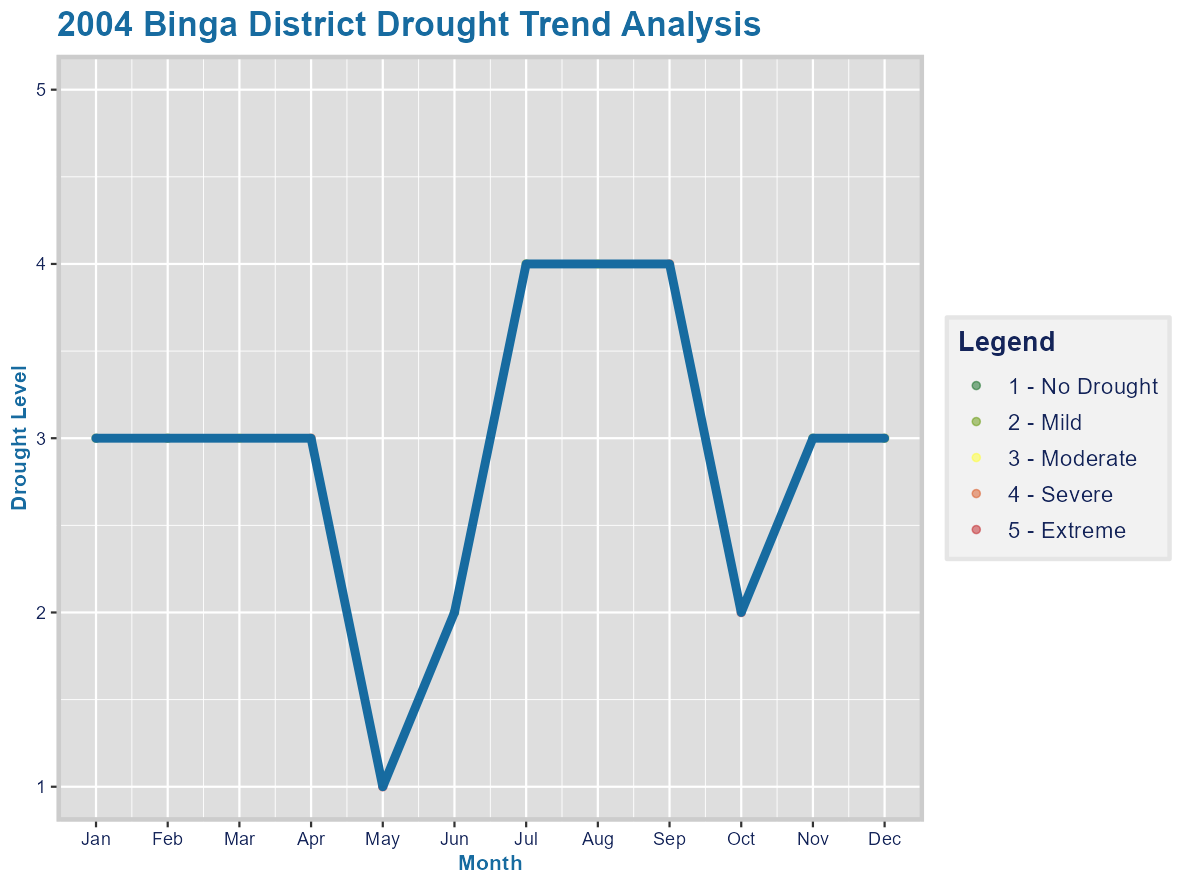 2004 Binga District Drought Trend Analysis
5
4
3
2
1
Drought Level
Jan Feb Mar Apr May Jun Jul Aug Sep Oct Nov Dec
Month
Legend
1 - No Drought
2 - Mild
3 - Moderate
4 - Severe
5 - Extreme